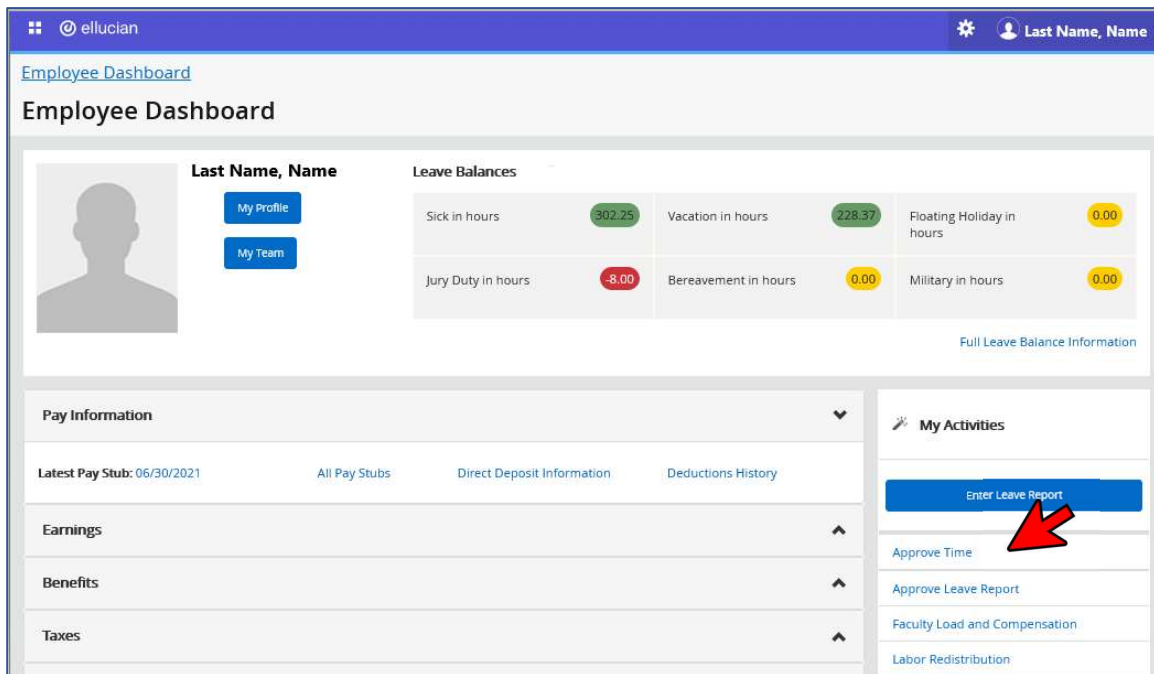 ellucian
Last Name, Name
Employee Dashboard
Employee Dashboard
Last Name, Name
My Profile
My Team
Leave Balances
Sick in hours 302.25
Vacation in hours 228.37
Floating Holiday in
hours
0.00
Jury Duty in hours -8.00
Bereavement in hours 0.00
Military in hours 0.00
Full Leave Balance Information
Pay Information
Latest Pay Stub: 06/30/2021
All Pay Stubs
Direct Deposit Information
Deductions History
Earnings
Benefits
Taxes
My Activities
Enter Leave Report
Approve Time
Approve Leave Report
Faculty Load and Compensation
Labor Redistribution